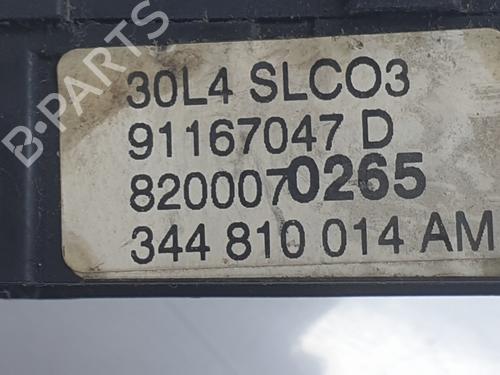 B-PARTS
30L4 SLCO3
91167047 D
8200070265
344 810 014 AM